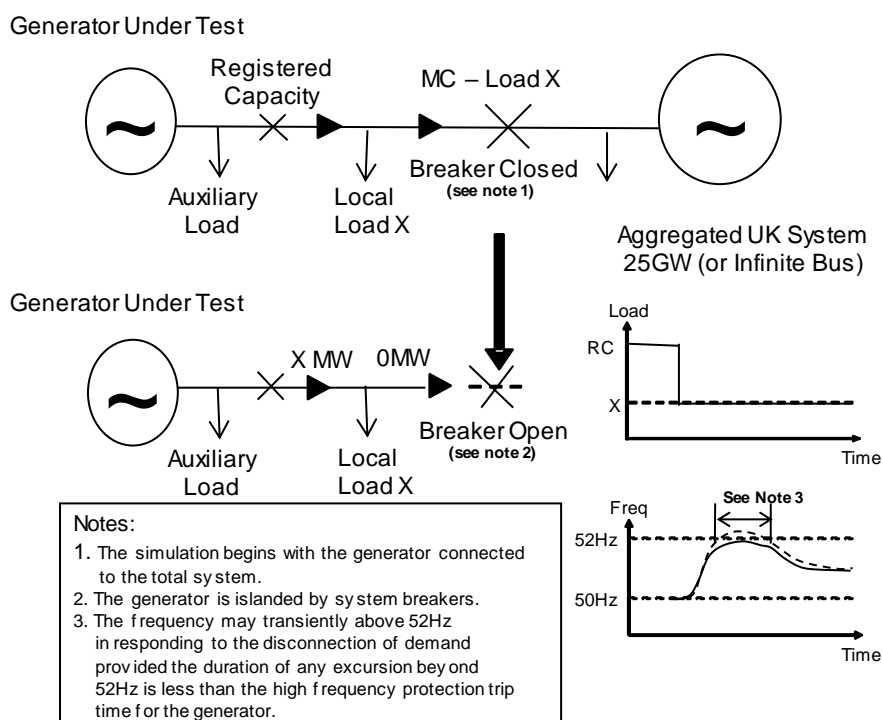 Generator Under Test
Registered
Capacity
MC – Load X
~
~
Auxiliary
Load
Local
Load X
Breaker Closed
(see note 1)
Aggregated UK System
25GW (or Infinite Bus)
Generator Under Test
~
X MW
0MW
Auxiliary
Load
Local
Load X
Breaker Open
(see note 2)
Load
RC
X
Time
Notes:
1. The simulation begins with the generator connected
to the total system.
2. The generator is islanded by system breakers.
3. The frequency may transiently above 52Hz
in responding to the disconnection of demand
provided the duration of any excursion beyond
52Hz is less than the high frequency protection trip
time for the generator.
Freq
See Note 3
52Hz
50Hz
Time